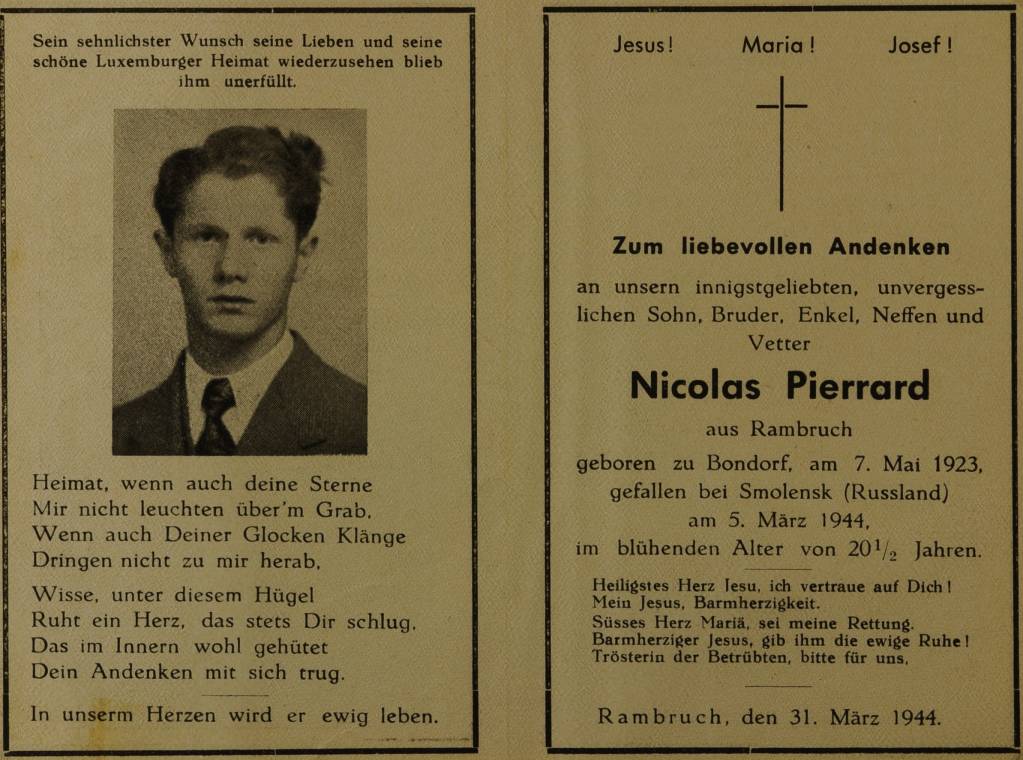 Sein sehnlichster Wunsch seine Lieben und seine
schöne Luxemburger Heimat wiederzusehen blieb
ihm unerfüllt.
Heimat, wenn auch deine Sterne
Mir nicht leuchten über'm Grab,
Wenn auch Deiner Glocken Klänge
Dringen nicht zu mir herab,
Wisse, unter diesem Hügel
Ruht ein Herz, das stets Dir schlug,
Das im Innern wohl gehütet
Dein Andenken mit sich trug.
In unserm Herzen wird er ewig leben.
Jesus! Maria! Josef!
Zum liebevollen Andenken
an unsern innigstgeliebten, unvergess-
lichen Sohn, Bruder, Enkel, Neffen und
Vetter
Nicolas Pierrard
aus Rambruch
geboren zu Bondorf, am 7. Mai 1923,
gefallen bei Smolensk (Russland)
am 5. März 1944,
im blühenden Alter von 20 1/2 Jahren.
Heiligstes Herz Jesu, ich vertraue auf Dich!
Mein Jesus, Barmherzigkeit.
Süsses Herz Mariä, sei meine Rettung.
Barmherziger Jesus, gib ihm die ewige Ruhe!
Trösterin der Betrübten, bitte für uns,
Rambruch, den 31. März 1944.